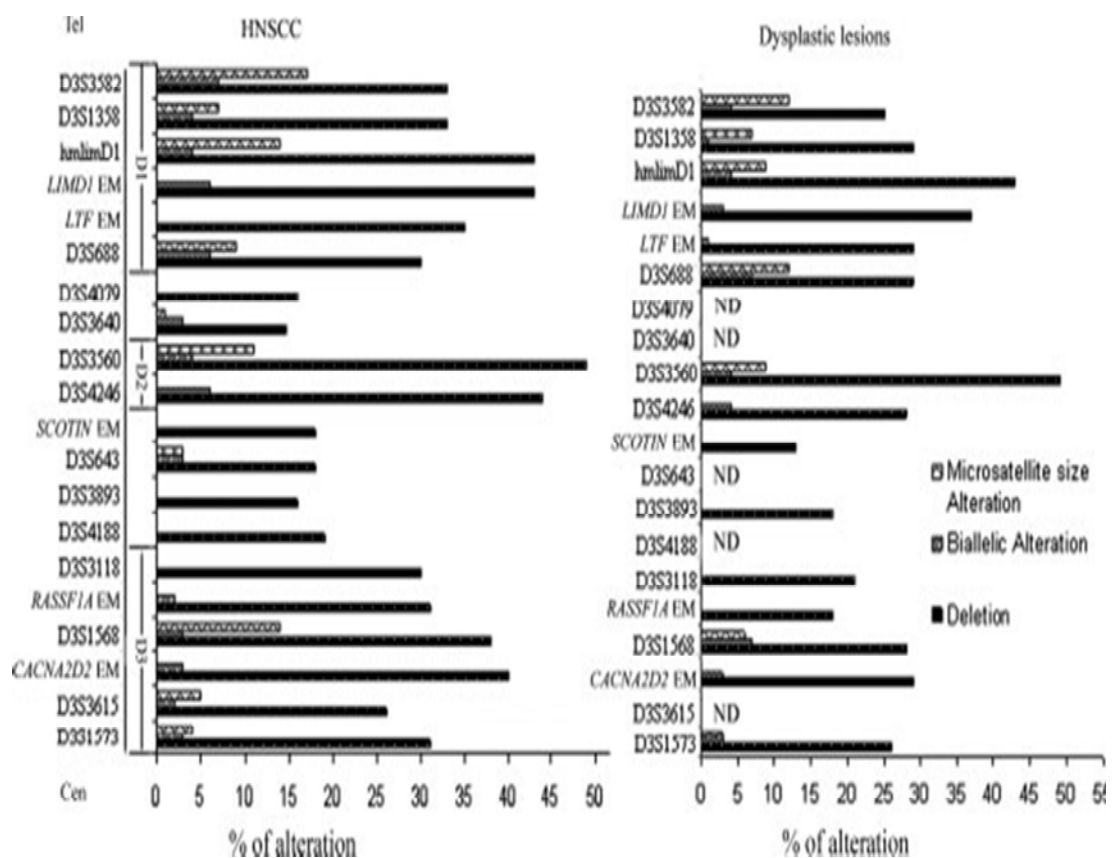 Tel
HNSCC
D3S3582
D3S1358
hmlimD1
LIMD1 EM
LTF EM
D3S688
D3S4079
D3S3640
D3S3560
D3S4246
SCOTIN EM
D3S643
D3S3893
D3S4188
D3S3118
RASSF1A EM
D3S1568
CACNA2D2 EM
D3S3615
D3S1573
D1
D2
D3
Cen
0 5 10 15 20 25 30 35 40 45 50
% of alteration
Dysplastic lesions
D3S3582
D3S1358
hmlimD1
LIMD1 EM
LTF EM
D3S688
D3S4079 ND
D3S3640 ND
D3S3560
D3S4246
SCOTIN EM
D3S643 ND
D3S3893
D3S4188 ND
D3S3118
RASSF1A EM
D3S1568
CACNA2D2 EM
D3S3615 ND
D3S1573
0 5 10 15 20 25 30 35 40 45 50 55
% of alteration
Microsatellite size
Alteration
Biallelic Alteration
Deletion